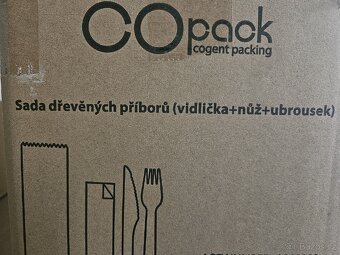 COpack
cogent packing
Sada dřevěných příborů (vidlička+nůž+ubrousek)